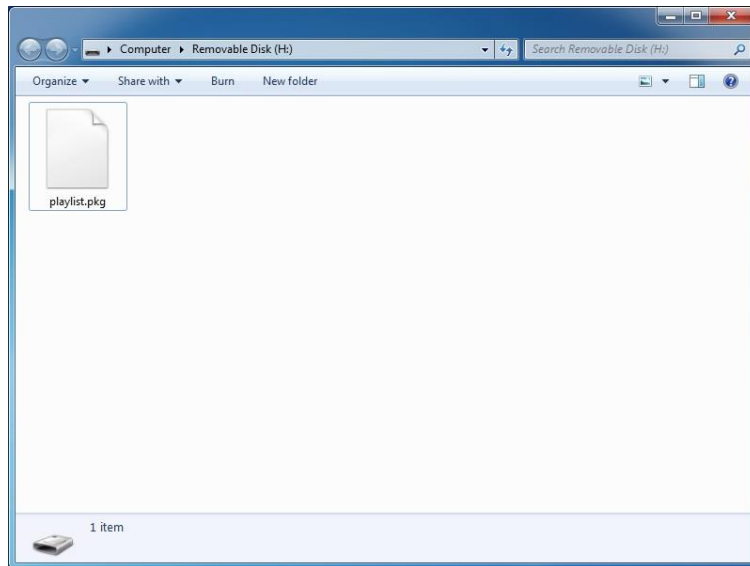 Computer Removable Disk (H:)
Search Removable Disk (H:)
Organize Share with Burn New folder
playlist.pkg
1 item